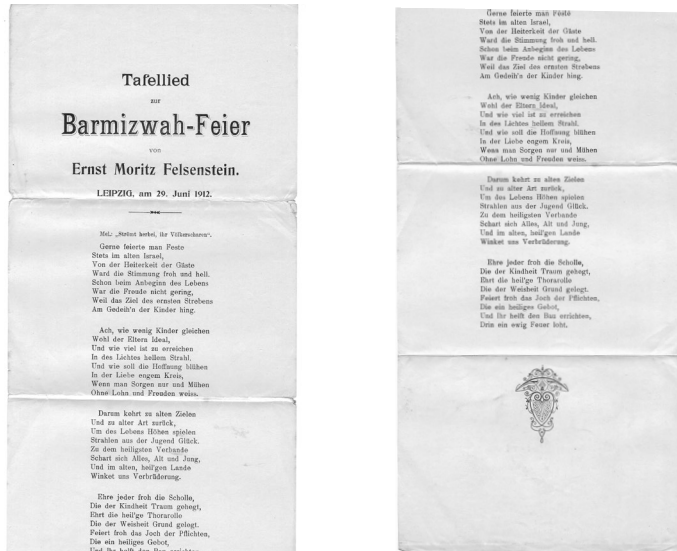 Tafellied
zur
Barmizwah-Feier
von
Ernst Moritz Felsenstein.
LEIPZIG, am 29. Juni 1912.
Mel.: „Strömt herbei, ihr Völkerscharen“.
Gerne feierte man Feste
Stets im alten Israel,
Von der Heiterkeit der Gäste
Ward die Stimmung froh und hell.
Schon beim Anbeginn des Lebens
War die Freude nicht gering,
Weil das Ziel des ernsten Strebens
Am Gedeih'n der Kinder hing.
Ach, wie wenig Kinder gleichen
Wohl der Eltern Ideal,
Und wie viel ist zu erreichen
In des Lichtes hellem Strahl.
Und wie soll die Hoffnung blühen
In der Liebe engem Kreis,
Wenn man Sorgen nur und Mühen
Ohne Lohn und Freuden weiss.
Darum kehrt zu alten Zielen
Und zu alter Art zurück,
Um des Lebens Höhen spielen
Strahlen aus der Jugend Glück.
Zu dem heiligsten Verbande
Schart sich Alles, Alt und Jung,
Und im alten, heil'gen Lande
Winket uns Verbrüderung.
Ehre jeder froh die Scholle,
Die der Kindheit Traum gehegt,
Ehrt die heil'ge Thorarolle
Die der Weisheit Grund gelegt.
Feiert froh das Joch der Pflichten,
Die ein heiliges Gebot,
Und Ihr helft den Bau errichten,
Gerne feierte man Feste
Stets im alten Israel,
Von der Heiterkeit der Gäste
Ward die Stimmung froh und hell.
Schon beim Anbeginn des Lebens
War die Freude nicht gering,
Weil das Ziel des ernsten Strebens
Am Gedeih'n der Kinder hing.
Ach, wie wenig Kinder gleichen
Wohl der Eltern Ideal,
Und wie viel ist zu erreichen
In des Lichtes hellem Strahl.
Und wie soll die Hoffnung blühen
In der Liebe engem Kreis,
Wenn man Sorgen nur und Mühen
Ohne Lohn und Freuden weiss.
Darum kehrt zu alten Zielen
Und zu alter Art zurück,
Um des Lebens Höhen spielen
Strahlen aus der Jugend Glück.
Zu dem heiligsten Verbande
Schart sich Alles, Alt und Jung,
Und im alten, heil'gen Lande
Winket uns Verbrüderung.
Ehre jeder froh die Scholle,
Die der Kindheit Traum gehegt,
Ehrt die heilige Thorarolle
Die der Weisheit Grund gelegt.
Feiert froh das Joch der Pflichten,
Die ein heiliges Gebot,
Und Ihr helft den Bau errichten,
Drin ein ewig Feuer loht.